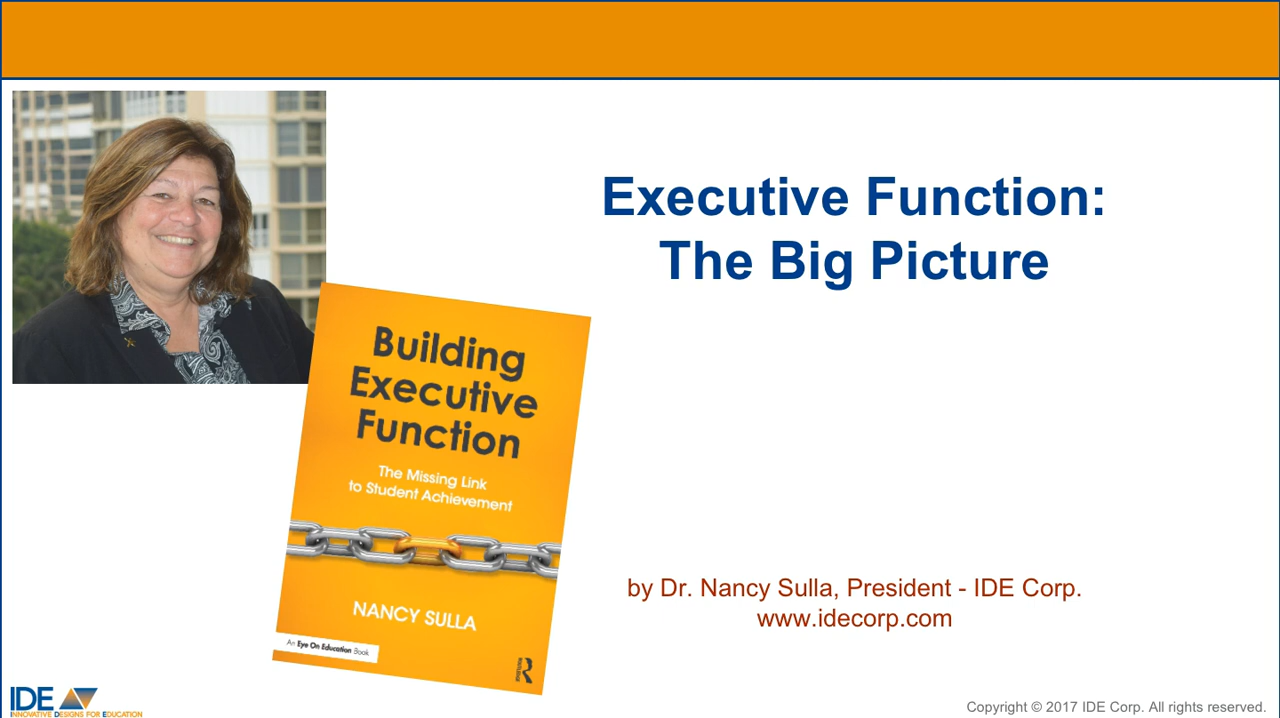 Executive Function:
The Big Picture
Building
Executive
Function
The Missing Link
to Student Achievement
NANCY SULLA
An Eye On Education Book
by Dr. Nancy Sulla, President - IDE Corp.
www.idecorp.com
IDE
INNOVATIVE DESIGNS FOR EDUCATION
Copyright © 2017 IDE Corp. All rights reserved.